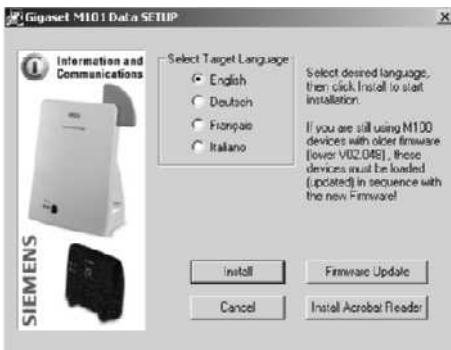 Gigaset M101 Data SETUP
Information and
Communications
SIEMENS
Select Target Language
English
Deutsch
Français
Italiano
Select desired language,
then click Install to start
installation.
If you are still using M100
devices with older firmware
(lower V02.048) , these
devices must be loaded
(updated) in sequence with
the new Firmware!
Install
Firmware Update
Cancel
Install Acrobat Reader